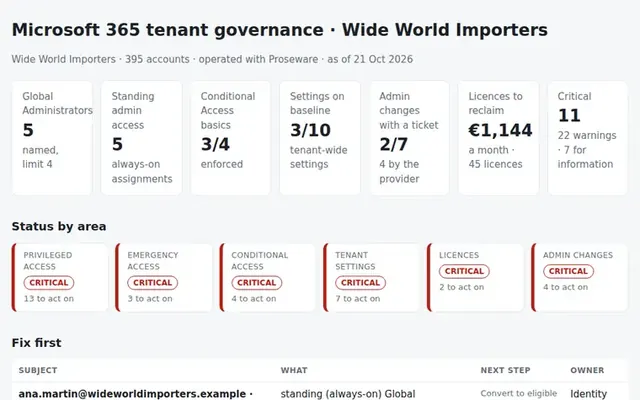 Microsoft 365 tenant governance · Wide World Importers
Wide World Importers · 395 accounts · operated with Proseware · as of 21 Oct 2026
Global
Administrators
5
named,
limit 4
Standing
admin
access
5
always-on
assignments
Conditional
Access
basics
3/4
enforced
Settings on
baseline
3/10
tenant-wide
settings
Admin
changes
with a ticket
2/7
4 by the
provider
Licences to
reclaim
€1,144
a month ·
45 licences
Critical
11
22 warnings
· 7 for
information
Status by area
PRIVILEGED
ACCESS
CRITICAL
13 to act on
EMERGENCY
ACCESS
CRITICAL
3 to act on
CONDITIONAL
ACCESS
CRITICAL
4 to act on
TENANT
SETTINGS
CRITICAL
7 to act on
LICENCES
CRITICAL
2 to act on
ADMIN CHANGES
CRITICAL
4 to act on
Fix first
SUBJECT WHAT NEXT STEP OWNER
ana.martin@wideworldimporters.example · standing (always-on) Global Convert to eligible Identity